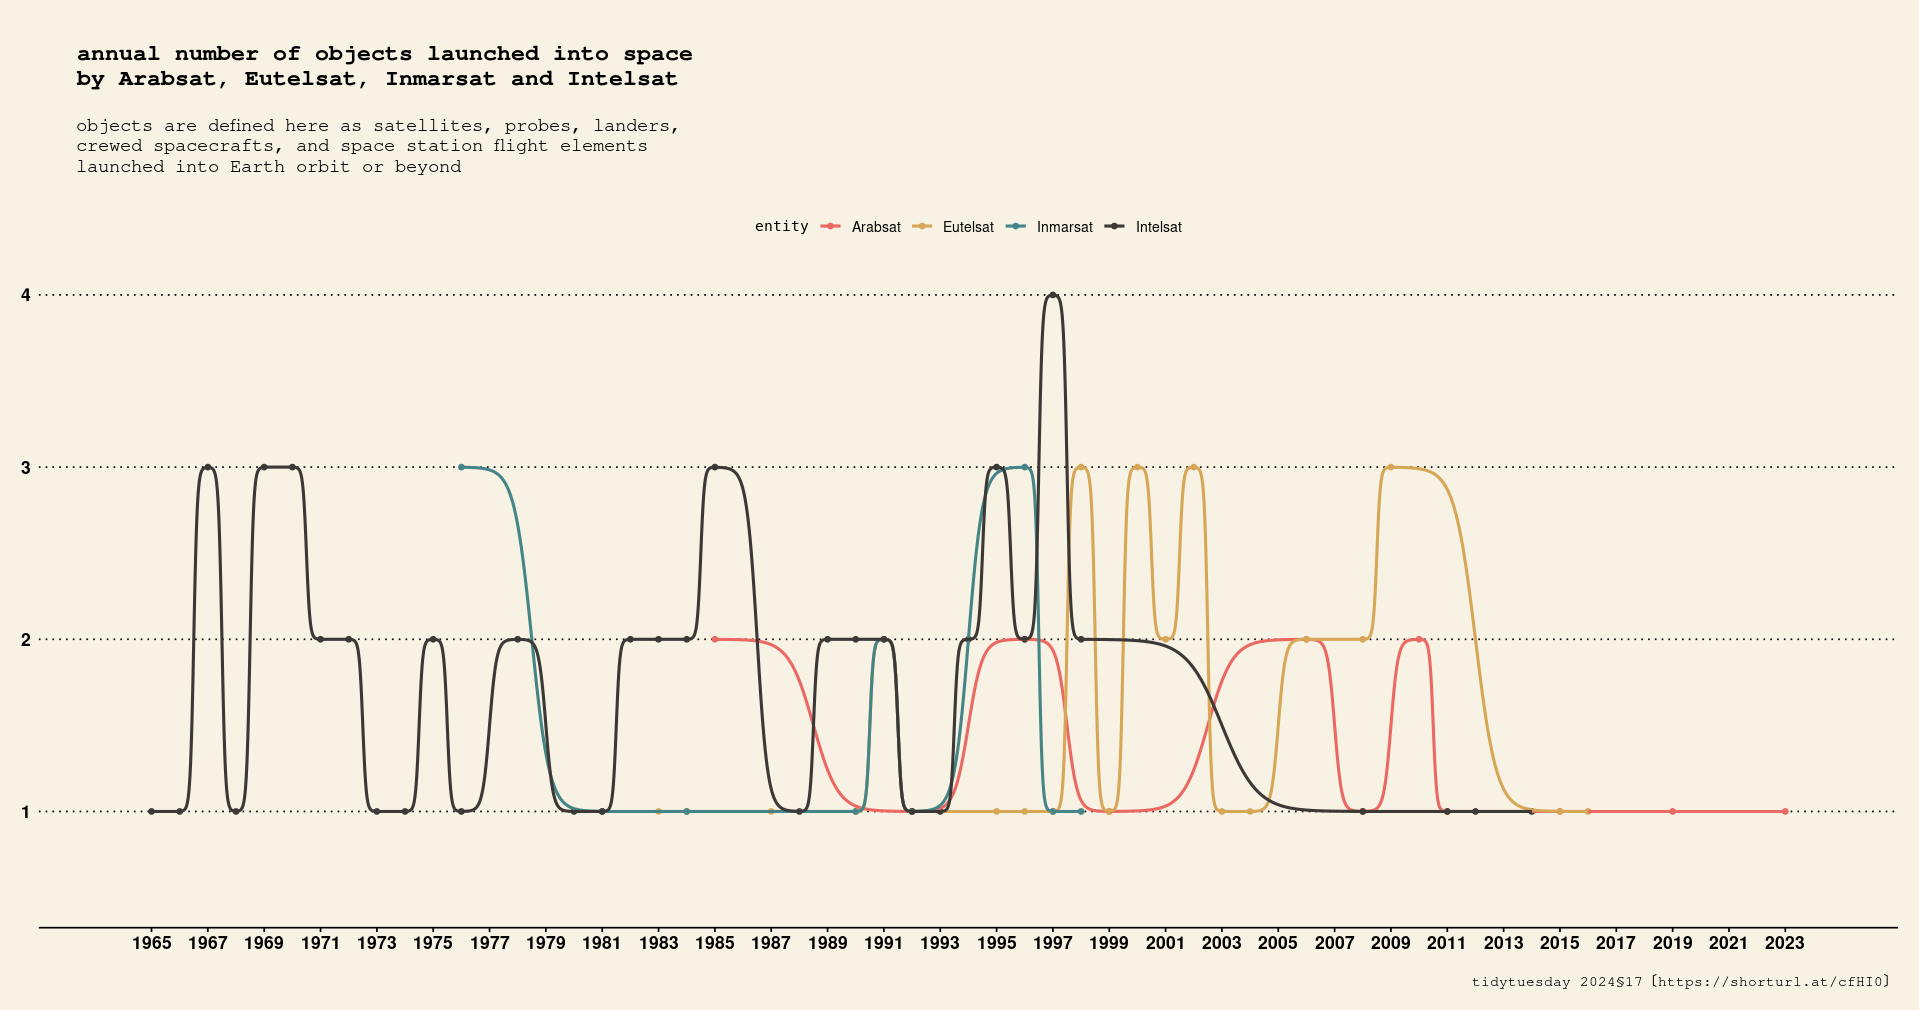 annual number of objects launched into space
by Arabsat, Eutelsat, Inmarsat and Intelsat
objects are defined here as satellites, probes, landers,
crewed spacecrafts, and space station flight elements
launched into Earth orbit or beyond
entity Arabsat Eutelsat Inmarsat Intelsat
4
3
2
1
1965 1967 1969 1971 1973 1975 1977 1979 1981 1983 1985 1987 1989 1991 1993 1995 1997 1999 2001 2003 2005 2007 2009 2011 2013 2015 2017 2019 2021 2023
tidytuesday 2024§17 [https://shorturl.at/cfHI0]